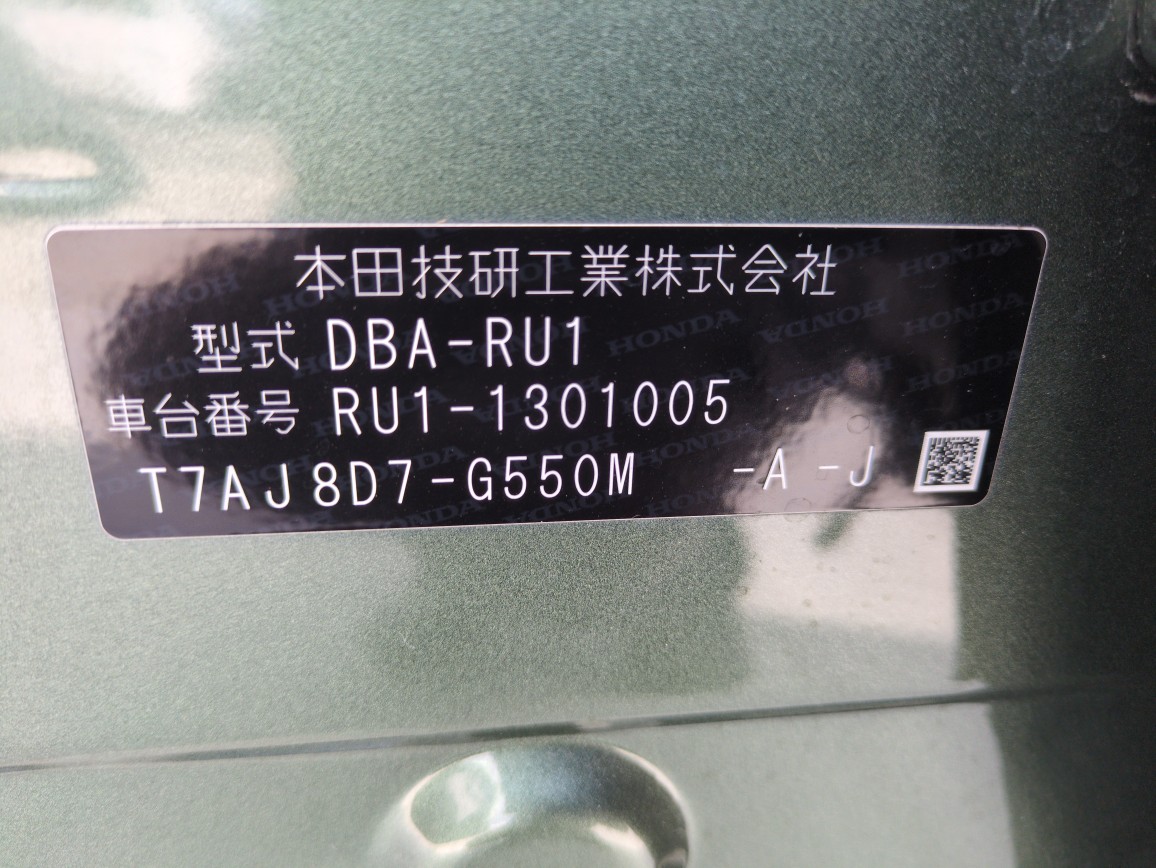 本田技研工業株式会社
型式 DBA-RU1
車台番号 RU1-1301005
T7AJ8D7-G550M -A -J